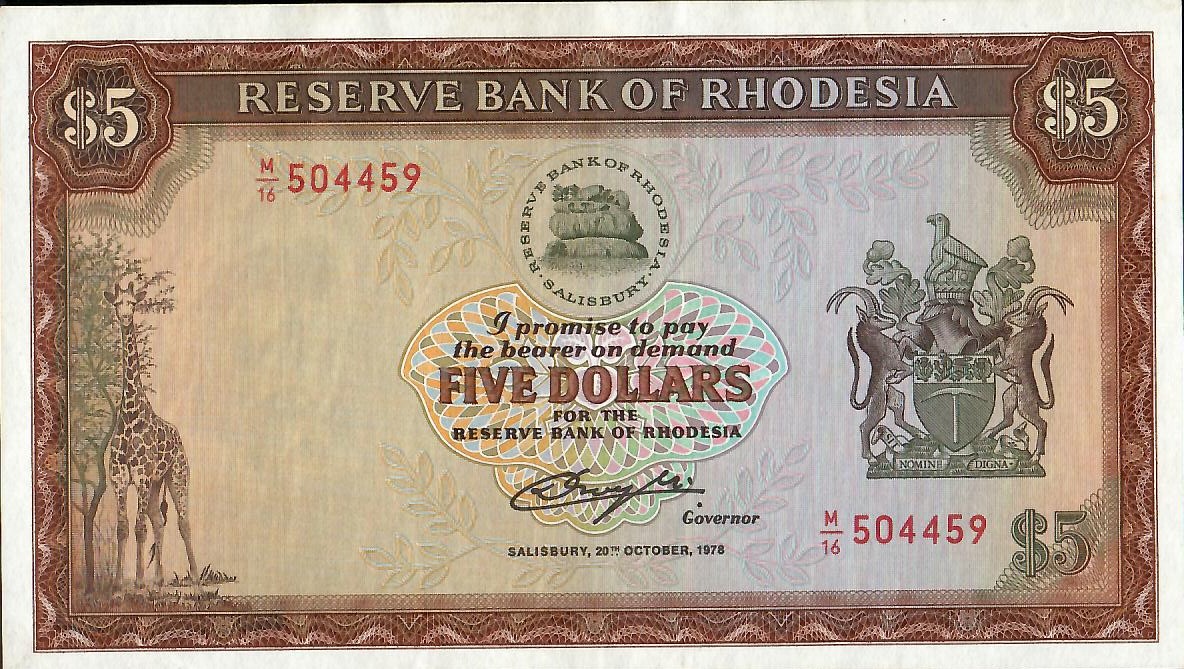 $5
RESERVE BANK OF RHODESIA
$5
M/16 504459
RESERVE BANK OF RHODESIA
· SALISBURY ·
I promise to pay
the bearer on demand
FIVE DOLLARS
FOR THE
RESERVE BANK OF RHODESIA
Governor
SALISBURY, 20TH OCTOBER, 1978
SIT NOMINE DIGNA
M/16 504459
$5